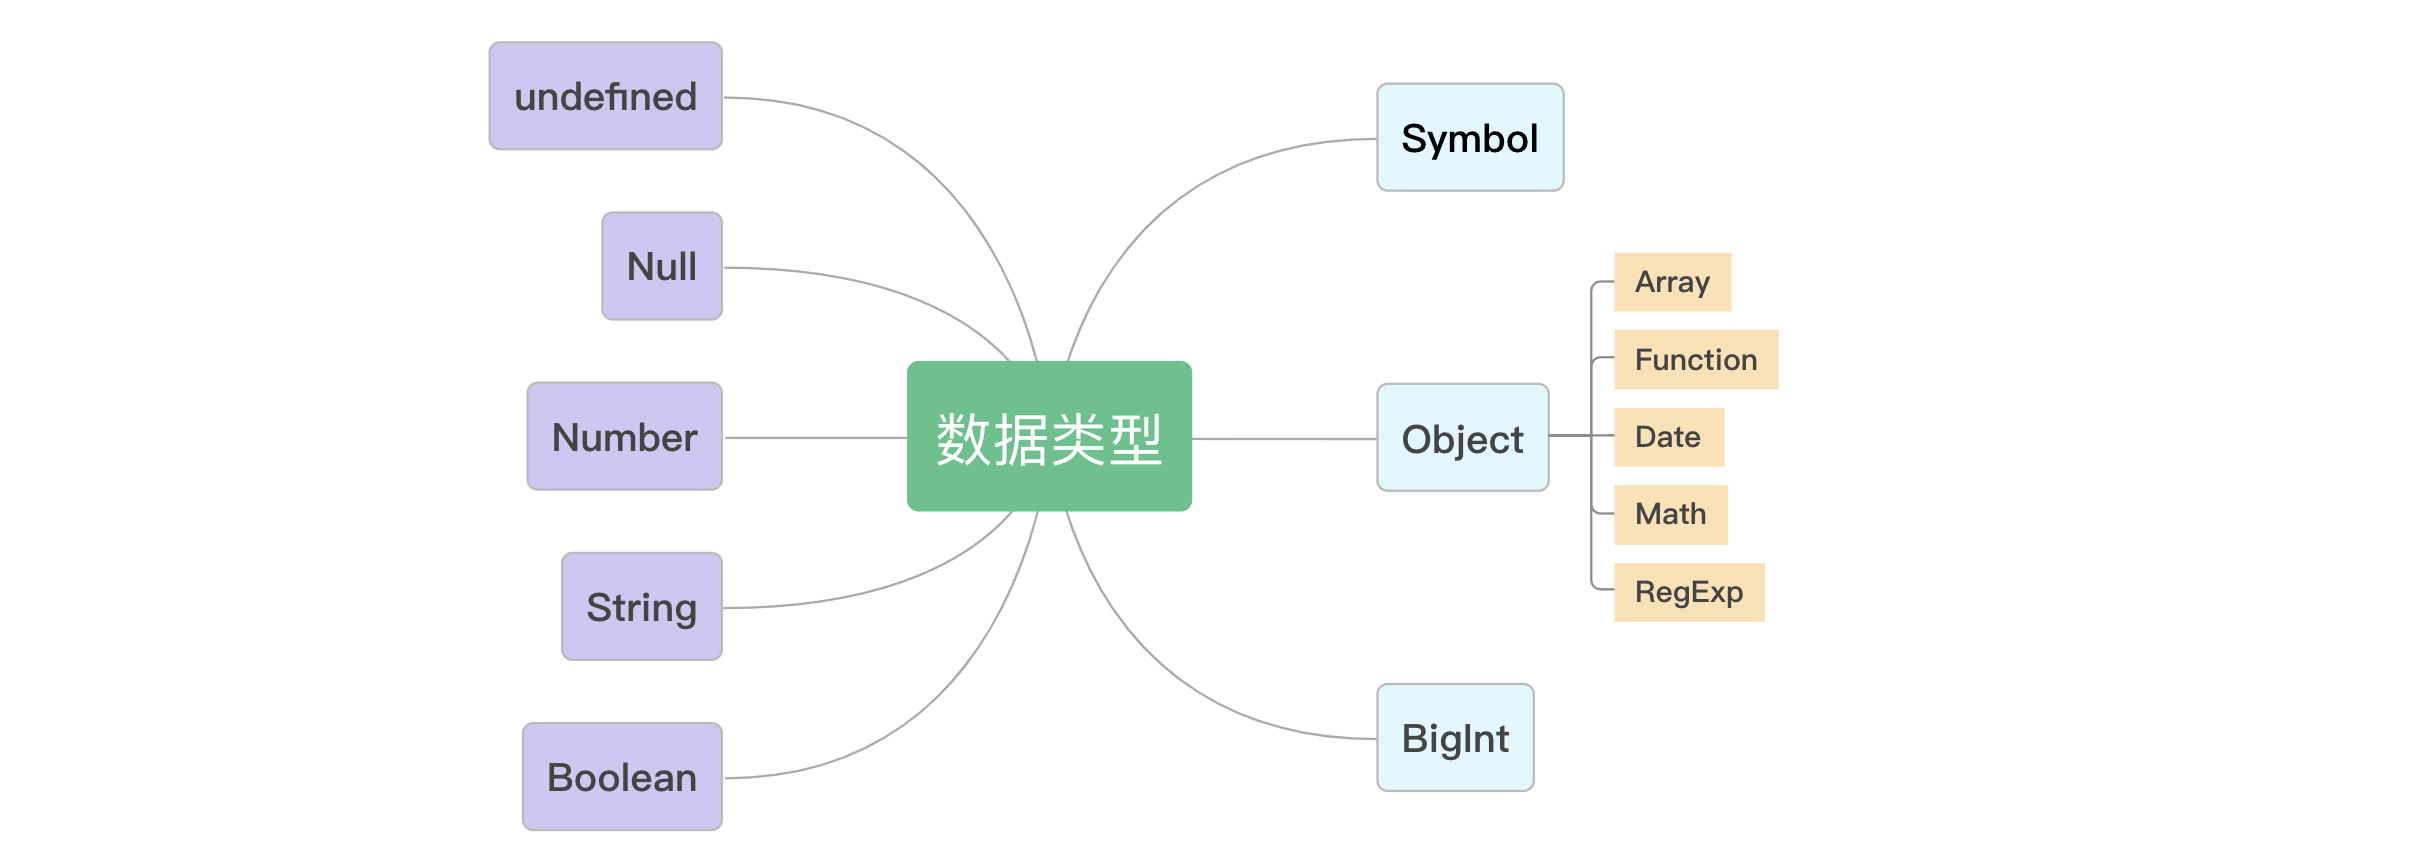 undefined
Null
Number
String
Boolean
数据类型
Symbol
Object
Array
Function
Date
Math
RegExp
BigInt